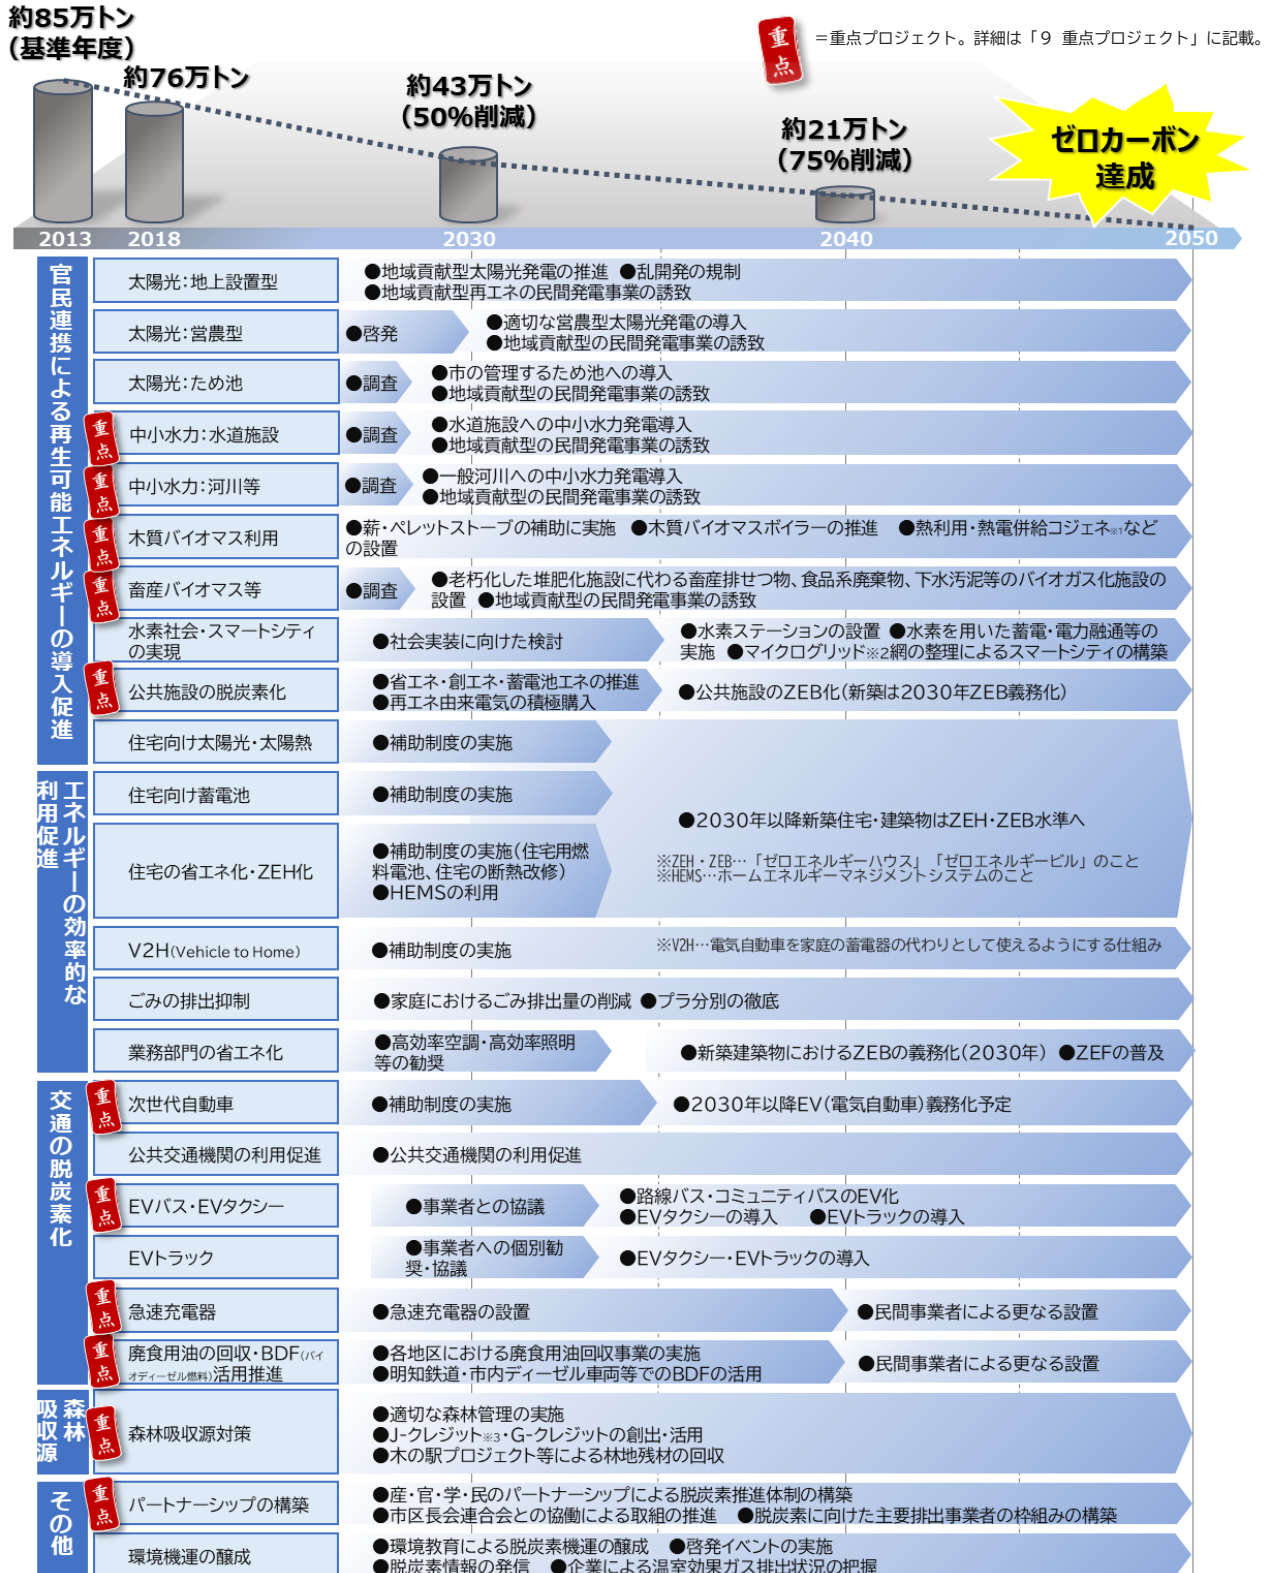 約85万トン
（基準年度）
約76万トン
約43万トン
（50％削減）
約21万トン
（75％削減）
重点
＝重点プロジェクト。詳細は「９ 重点プロジェクト」に記載。
ゼロカーボン
達成
2013
2018
2030
2040
2050
官民連携による再生可能エネルギーの導入促進
太陽光：地上設置型
●地域貢献型太陽光発電の推進 ●乱開発の規制
●地域貢献型再エネの民間発電事業の誘致
太陽光：営農型
●啓発
●適切な営農型太陽光発電の導入
●地域貢献型の民間発電事業の誘致
太陽光：ため池
●調査
●市の管理するため池への導入
●地域貢献型の民間発電事業の誘致
重点
中小水力：水道施設
●調査
●水道施設への中小水力発電導入
●地域貢献型の民間発電事業の誘致
重点
中小水力：河川等
●調査
●一般河川への中小水力発電導入
●地域貢献型の民間発電事業の誘致
重点
木質バイオマス利用
●薪・ペレットストーブの補助に実施 ●木質バイオマスボイラーの推進 ●熱利用・熱電併給コジェネ※1など
の設置
重点
畜産バイオマス等
●調査
●老朽化した堆肥化施設に代わる畜産排せつ物、食品系廃棄物、下水汚泥等のバイオガス化施設の
設置 ●地域貢献型の民間発電事業の誘致
水素社会・スマートシティ
の実現
●社会実装に向けた検討
●水素ステーションの設置 ●水素を用いた蓄電・電力融通等の
実施 ●マイクログリッド※2網の整理によるスマートシティの構築
重点
公共施設の脱炭素化
●省エネ・創エネ・蓄電池エネの推進
●再エネ由来電気の積極購入
●公共施設のZEB化（新築は2030年ZEB義務化）
住宅向け太陽光・太陽熱
●補助制度の実施
エネルギーの効率的な
利用促進
住宅向け蓄電池
●補助制度の実施
●2030年以降新築住宅・建築物はZEH・ZEB水準へ
※ZEH・ZEB…「ゼロエネルギーハウス」「ゼロエネルギービル」のこと
※HEMS…ホームエネルギーマネジメントシステムのこと
住宅の省エネ化・ZEH化
●補助制度の実施（住宅用燃
料電池、住宅の断熱改修）
●HEMSの利用
V2H（Vehicle to Home）
●補助制度の実施
※V2H…電気自動車を家庭の蓄電器の代わりとして使えるようにする仕組み
ごみの排出抑制
●家庭におけるごみ排出量の削減 ●プラ分別の徹底
業務部門の省エネ化
●高効率空調・高効率照明
等の勧奨
●新築建築物におけるZEBの義務化（2030年） ●ZEFの普及
交通の脱炭素化
重点
次世代自動車
●補助制度の実施
●2030年以降EV（電気自動車）義務化予定
公共交通機関の利用促進
●公共交通機関の利用促進
重点
EVバス・EVタクシー
●事業者との協議
●路線バス・コミュニティバスのEV化
●EVタクシーの導入 ●EVトラックの導入
EVトラック
●事業者への個別勧
奨・協議
●EVタクシー・EVトラックの導入
重点
急速充電器
●急速充電器の設置
●民間事業者による更なる設置
重点
廃食用油の回収・BDF（バイ
オディーゼル燃料）活用推進
●各地区における廃食用油回収事業の実施
●明知鉄道・市内ディーゼル車両等でのBDFの活用
●民間事業者による更なる設置
森林
吸収源
重点
森林吸収源対策
●適切な森林管理の実施
●J-クレジット※3・G-クレジットの創出・活用
●木の駅プロジェクト等による林地残材の回収
その他
重点
パートナーシップの構築
●産・官・学・民のパートナーシップによる脱炭素推進体制の構築
●市区長会連合会との協働による取組の推進 ●脱炭素に向けた主要排出事業者の枠組みの構築
環境機運の醸成
●環境教育による脱炭素機運の醸成 ●啓発イベントの実施
●脱炭素情報の発信 ●企業による温室効果ガス排出状況の把握